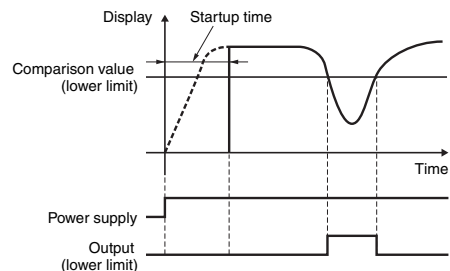 Display
Startup time
Comparison value
(lower limit)
Time
Power supply
Output
(lower limit)